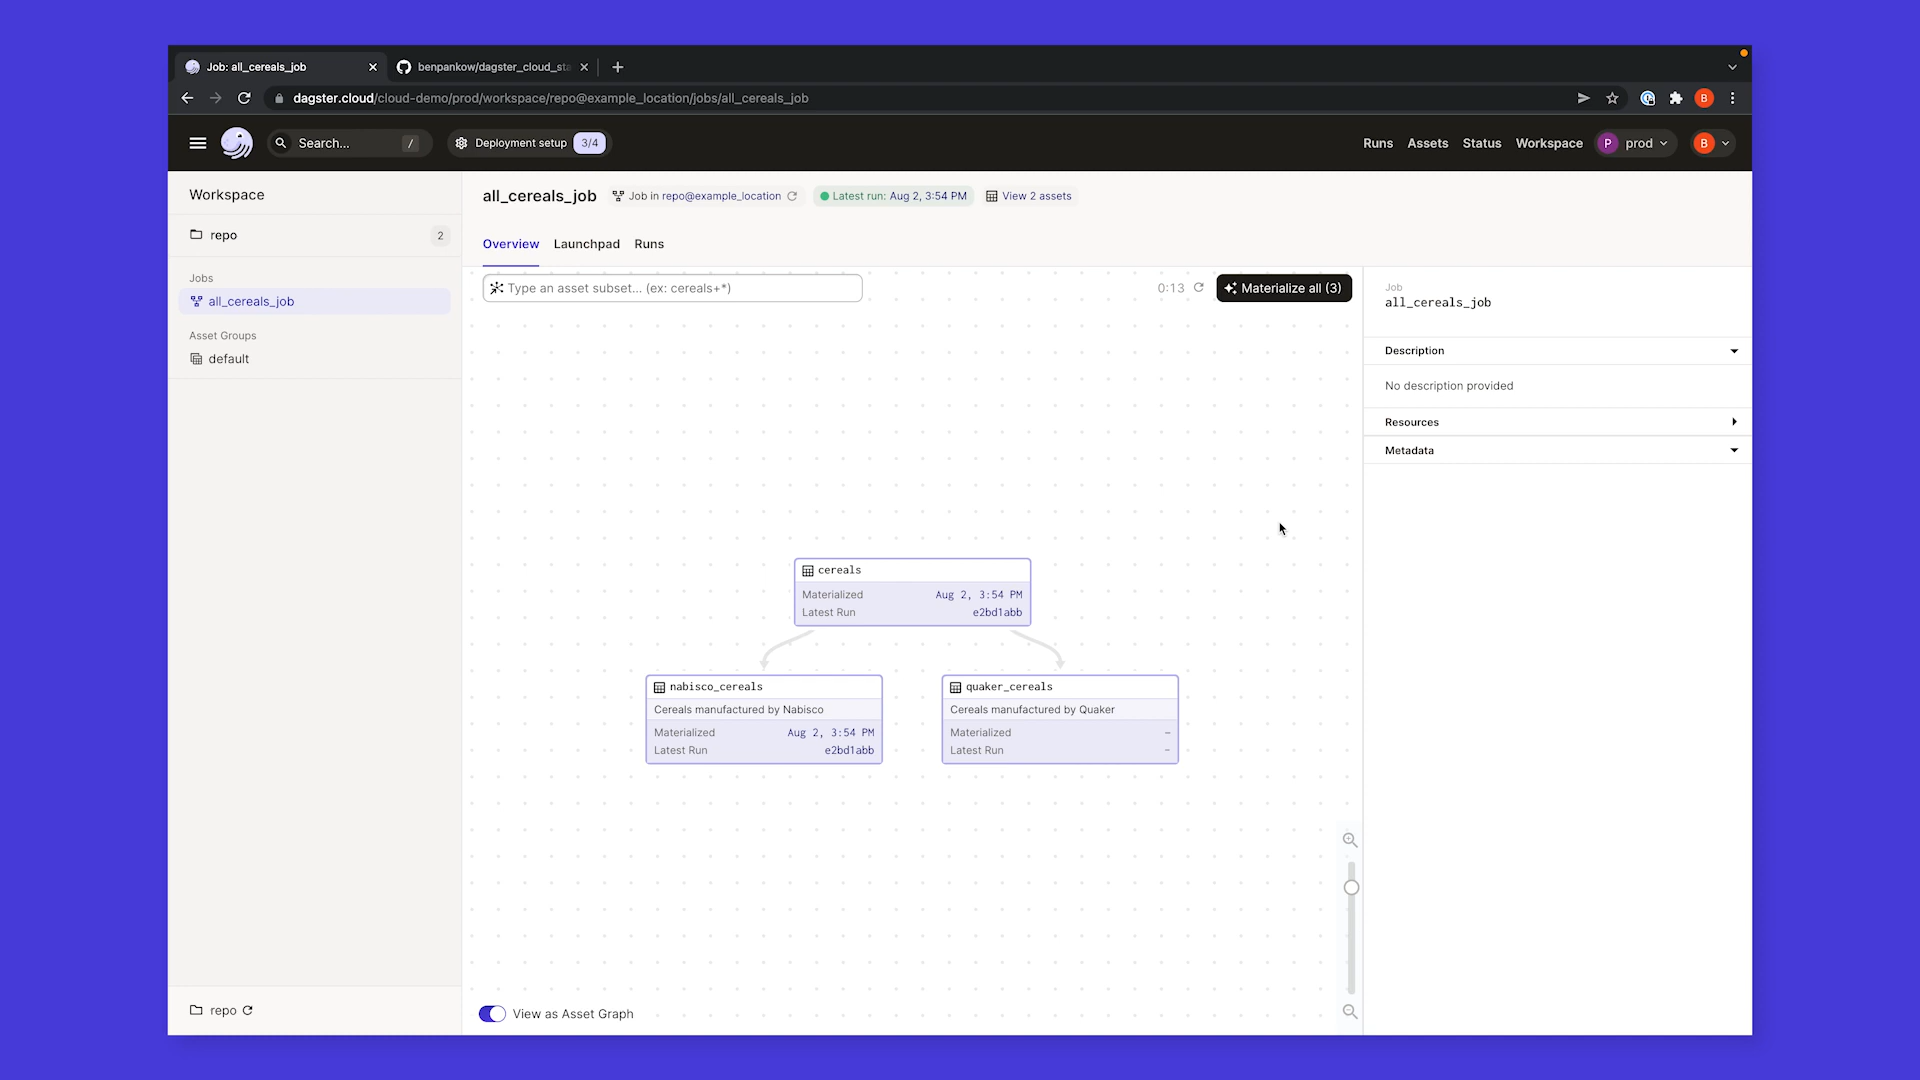 Job: all_cereals_job
benpankow/dagster_cloud_sta
dagster.cloud/cloud-demo/prod/workspace/repo@example_location/jobs/all_cereals_job
B
Search... /
Deployment setup 3/4
Runs Assets Status Workspace P prod B
Workspace
repo 2
Jobs
all_cereals_job
Asset Groups
default
all_cereals_job Job in repo@example_location Latest run: Aug 2, 3:54 PM View 2 assets
Overview Launchpad Runs
Type an asset subset... (ex: cereals+*)
0:13
Materialize all (3)
cereals
Materialized Aug 2, 3:54 PM
Latest Run e2bd1abb
nabisco_cereals
Cereals manufactured by Nabisco
Materialized Aug 2, 3:54 PM
Latest Run e2bd1abb
quaker_cereals
Cereals manufactured by Quaker
Materialized –
Latest Run –
View as Asset Graph
Job
all_cereals_job
Description
No description provided
Resources
Metadata
repo